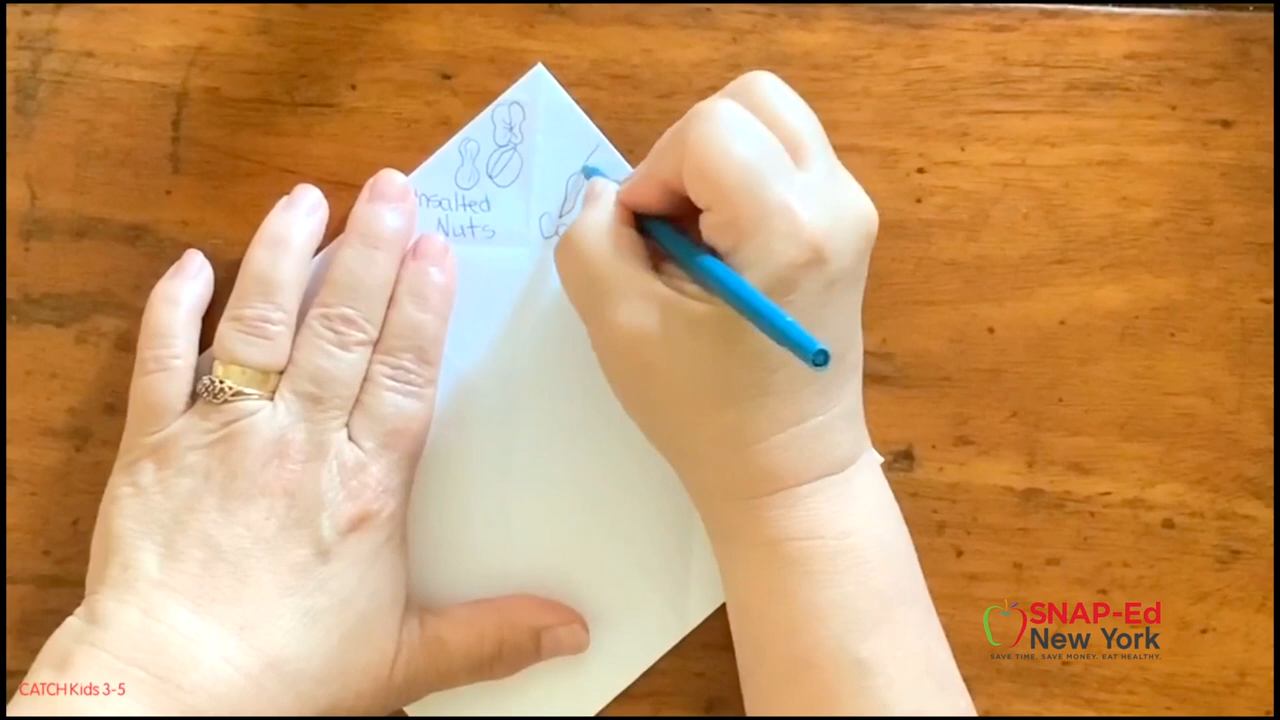 nsalted
Nuts
SNAP-Ed
New York
SAVE TIME. SAVE MONEY. EAT HEALTHY.
CATCH Kids 3-5